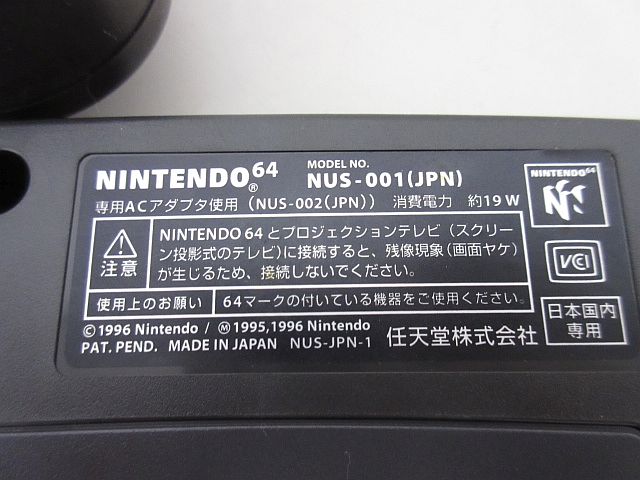 NINTENDO 64 ® MODEL NO. NUS-001(JPN)
専用ACアダプタ使用 (NUS-002(JPN)) 消費電力 約19W
注意
NINTENDO 64 とプロジェクションテレビ(スクリー
ン投影式のテレビ)に接続すると、残像現象(画面ヤケ)
が生じるため、接続しないでください。
使用上のお願い 64マークの付いている機器をご使用ください。
© 1996 Nintendo / Ⓜ 1995,1996 Nintendo
PAT. PEND. MADE IN JAPAN NUS-JPN-1 任天堂株式会社
NINTENDO 64
VCI
日本国内
専用